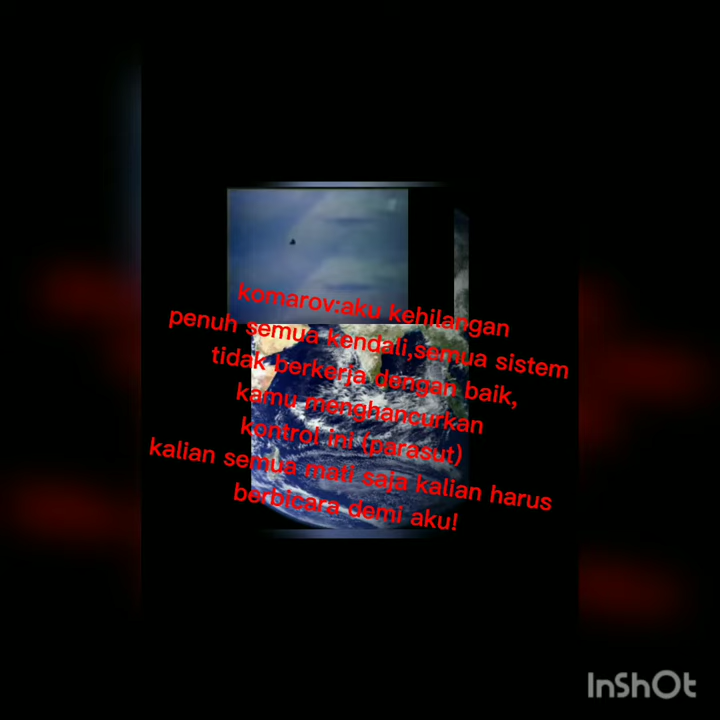 komarov:aku kehilangan
penuh semua kendali,semua sistem
tidak berkerja dengan baik,
kamu menghancurkan
kontrol ini (parasut)
kalian semua mati saja kalian harus
berbicara demi aku!
InShOt